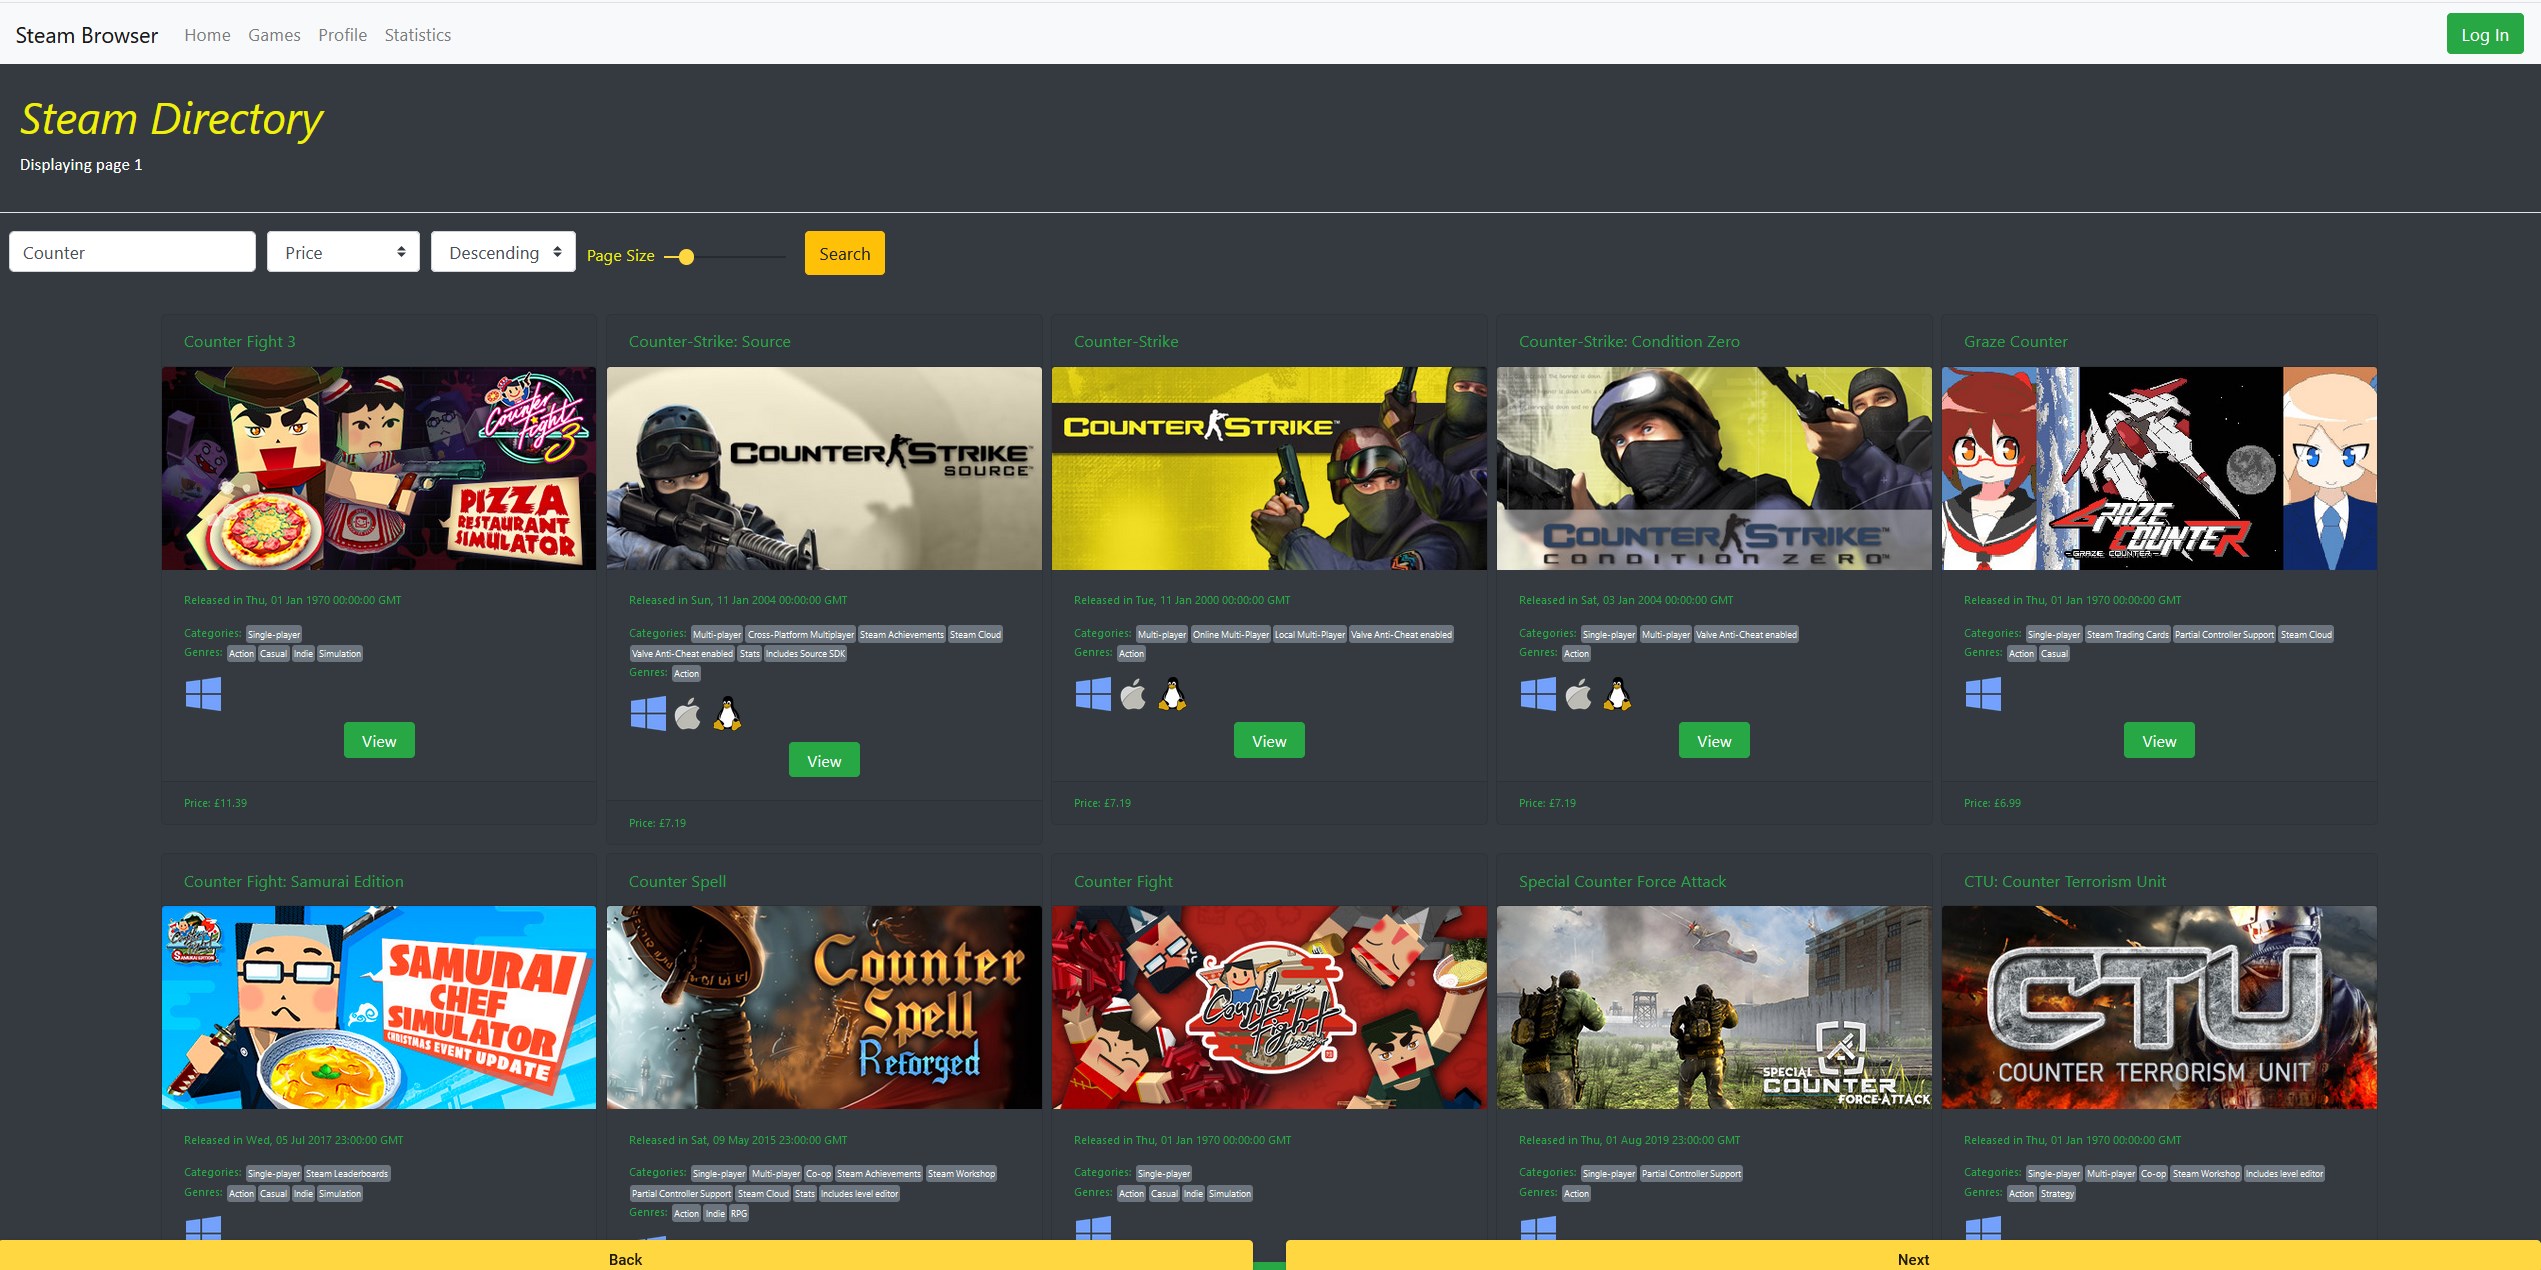 Steam Browser Home Games Profile Statistics Log In
Steam Directory
Displaying page 1
Counter Price Descending Page Size Search
Counter Fight 3
Counter Fight 3
PIZZA
RESTAURANT
SIMULATOR
Released in Thu, 01 Jan 1970 00:00:00 GMT
Categories: Single-player
Genres: Action Casual Indie Simulation
View
Price: £11.39
Counter-Strike: Source
COUNTER STRIKE™
SOURCE™
Released in Sun, 11 Jan 2004 00:00:00 GMT
Categories: Multi-player Cross-Platform Multiplayer Steam Achievements Steam Cloud
Valve Anti-Cheat enabled Stats Includes Source SDK
Genres: Action
View
Price: £7.19
Counter-Strike
COUNTER STRIKE™
Released in Tue, 11 Jan 2000 00:00:00 GMT
Categories: Multi-player Online Multi-Player Local Multi-Player Valve Anti-Cheat enabled
Genres: Action
View
Price: £7.19
Counter-Strike: Condition Zero
COUNTER STRIKE™
CONDITION ZERO™
Released in Sat, 03 Jan 2004 00:00:00 GMT
Categories: Single-player Multi-player Valve Anti-Cheat enabled
Genres: Action
View
Price: £7.19
Graze Counter
GRAZE
COUNTER
-GRAZE COUNTER-
Released in Thu, 01 Jan 1970 00:00:00 GMT
Categories: Single-player Steam Trading Cards Partial Controller Support Steam Cloud
Genres: Action Casual
View
Price: £6.99
Counter Fight: Samurai Edition
SAMURAI
CHEF
SIMULATOR
CHRISTMAS EVENT UPDATE
Released in Wed, 05 Jul 2017 23:00:00 GMT
Categories: Single-player Steam Leaderboards
Genres: Action Casual Indie Simulation
Counter Spell
Counter
Spell
Reforged
Released in Sat, 09 May 2015 23:00:00 GMT
Categories: Single-player Multi-player Co-op Steam Achievements Steam Workshop
Partial Controller Support Steam Cloud Stats Includes level editor
Genres: Action Indie RPG
Counter Fight
Counter
Fight
Released in Thu, 01 Jan 1970 00:00:00 GMT
Categories: Single-player
Genres: Action Casual Indie Simulation
Special Counter Force Attack
SPECIAL
COUNTER
FORCE-ATTACK
Released in Thu, 01 Aug 2019 23:00:00 GMT
Categories: Single-player Partial Controller Support
Genres: Action
CTU: Counter Terrorism Unit
CTU
COUNTER TERRORISM UNIT
Released in Thu, 01 Jan 1970 00:00:00 GMT
Categories: Single-player Multi-player Co-op Steam Workshop Includes level editor
Genres: Action Strategy
Back Next